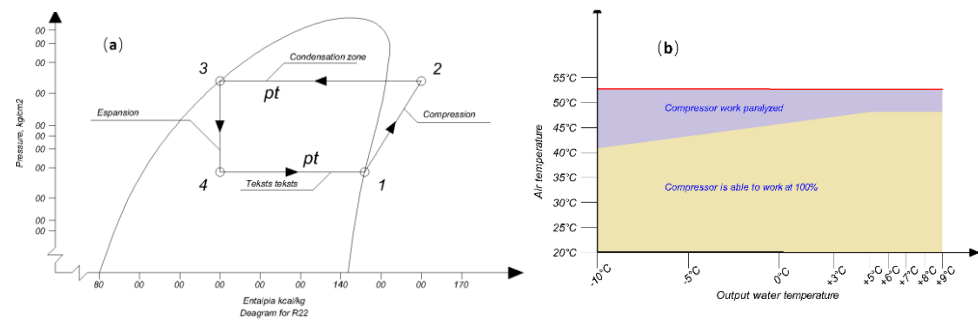 (a)
Pressure, kg/cm2
00
00
00
00
00
00
00
00
00
00
3
Condensation zone
2
pt
Espansion
Compression
pt
4
Teksts teksts
1
80
00
00
00
00
00
140
00
00
170
Entalpia kcal/kg
Deagram for R22
(b)
Air temperature
55°C
50°C
45°C
40°C
35°C
30°C
25°C
20°C
Compressor work paralyzed
Compressor is able to work at 100%
-10°C
-5°C
0°C
+3°C
+5°C
+6°C
+7°C
+8°C
+9°C
Output water temperature